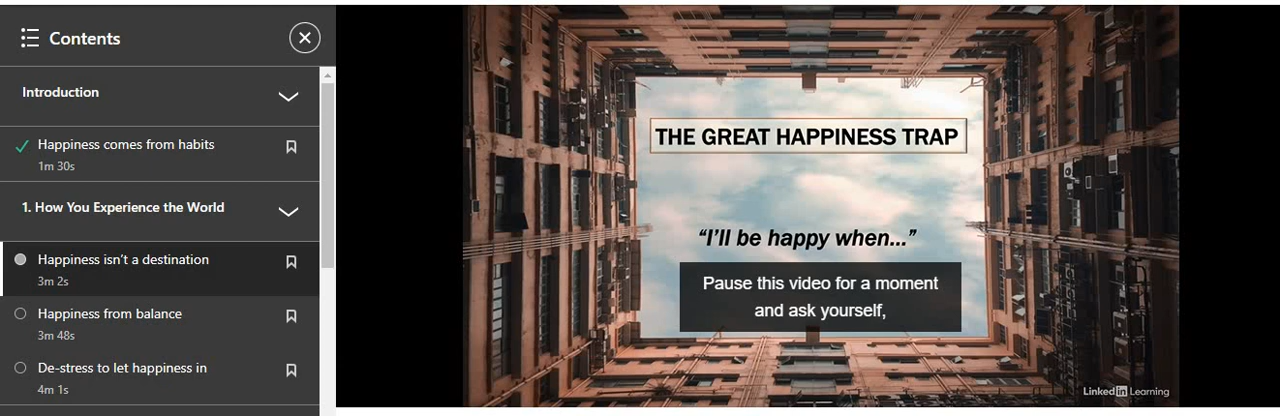 Contents
Introduction
Happiness comes from habits
1m 30s
1. How You Experience the World
Happiness isn't a destination
3m 2s
Happiness from balance
3m 48s
De-stress to let happiness in
4m 1s
THE GREAT HAPPINESS TRAP
“I’ll be happy when...”
Pause this video for a moment
and ask yourself,
LinkedIn Learning